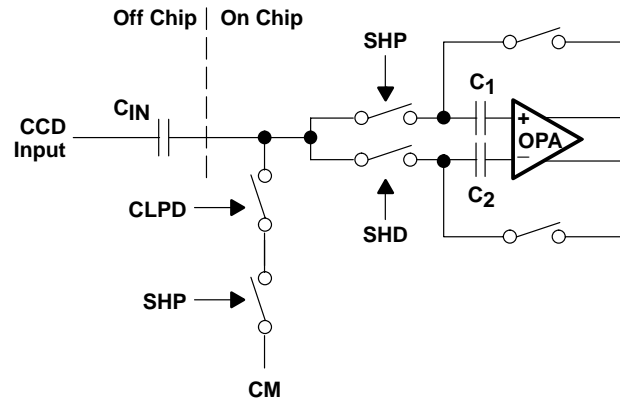 Off Chip
On Chip
SHP
C1
CIN
CCD
Input
+
OPA
–
C2
CLPD
SHD
SHP
CM